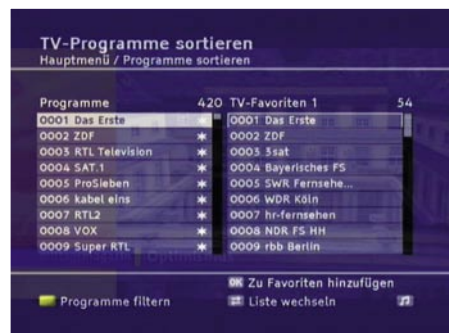 TV-Programme sortieren
Hauptmenü / Programme sortieren
Programme 420 TV-Favoriten 1 54
0001 Das Erste * 0001 Das Erste
0002 ZDF * 0002 ZDF
0003 RTL Television * 0003 3sat
0004 SAT.1 * 0004 Bayerisches FS
0005 ProSieben * 0005 SWR Fernsehe...
0006 kabel eins * 0006 WDR Köln
0007 RTL2 * 0007 hr-fernsehen
0008 VOX * 0008 NDR FS HH
0009 Super RTL * 0009 rbb Berlin
OK Zu Favoriten hinzufügen
Programme filtern Liste wechseln